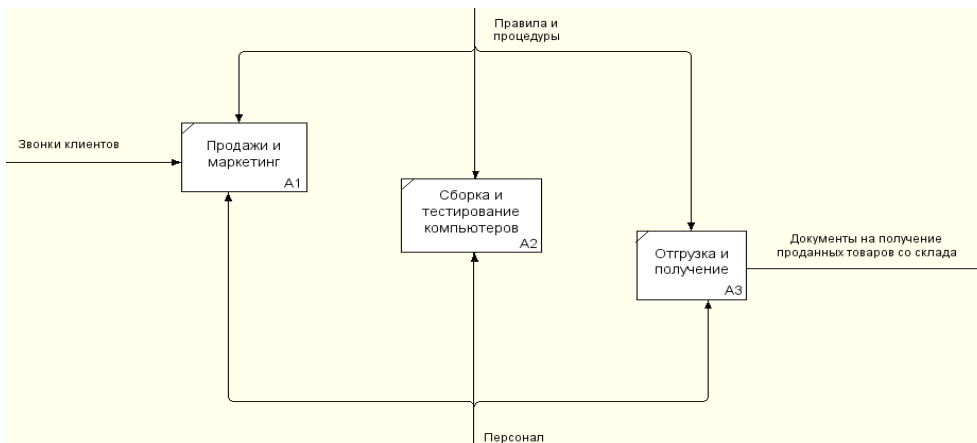 Правила и
процедуры
Звонки клиентов
Продажи и
маркетинг
A1
Сборка и
тестирование
компьютеров
A2
Отгрузка и
получение
A3
Документы на получение
проданных товаров со склада
Персонал